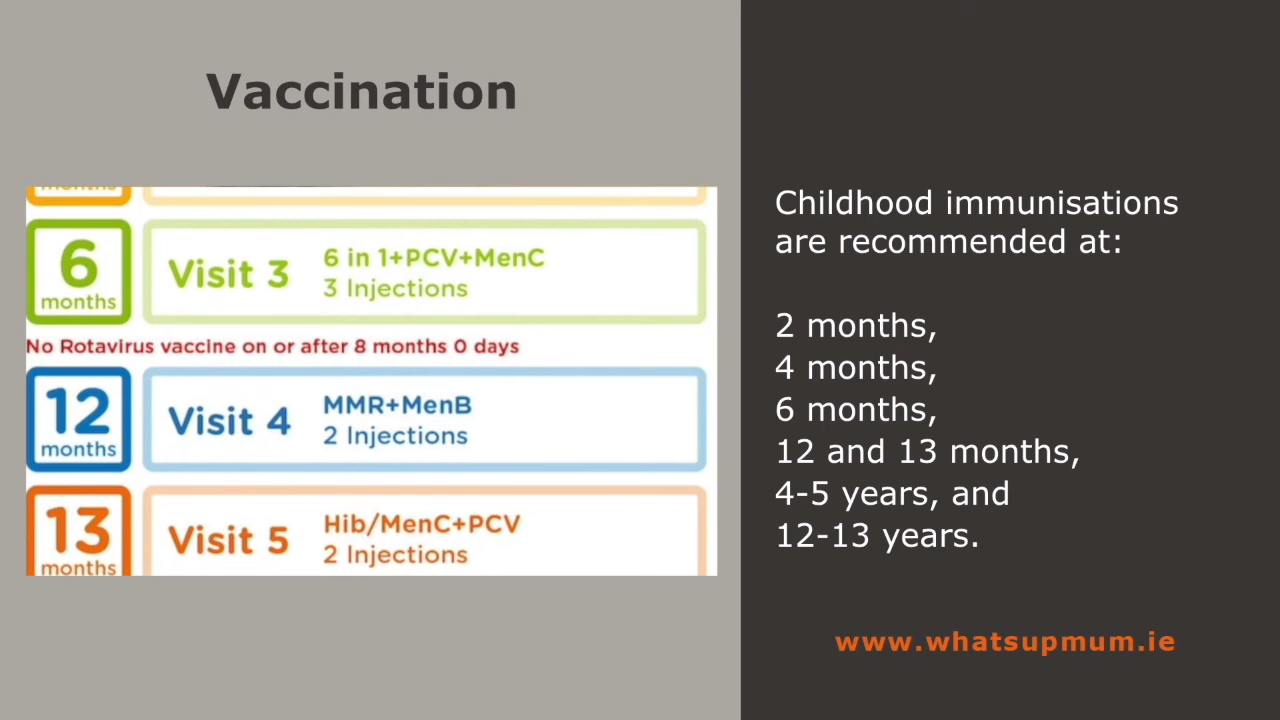 Vaccination
months
6
months
Visit 3
6 in 1+PCV+MenC
3 Injections
No Rotavirus vaccine on or after 8 months 0 days
12
months
Visit 4
MMR+MenB
2 Injections
13
months
Visit 5
Hib/MenC+PCV
2 Injections
Childhood immunisations
are recommended at:
2 months,
4 months,
6 months,
12 and 13 months,
4-5 years, and
12-13 years.
www.whatsupmum.ie